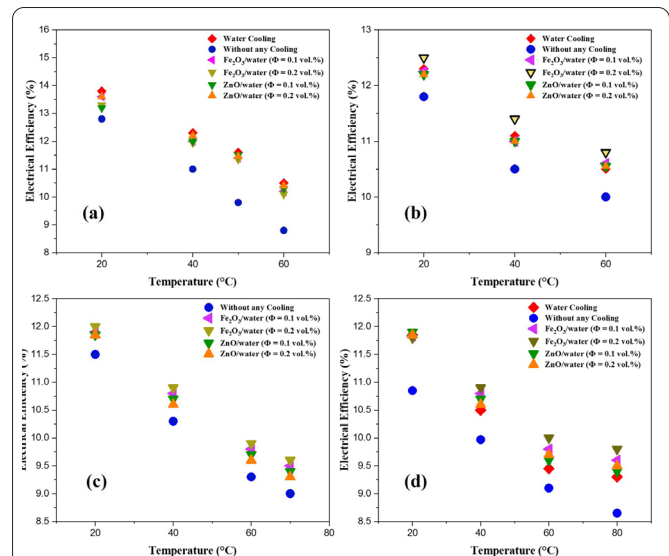 16
15
14
13
12
11
10
9
8
Electrical Efficiency (%)
Water Cooling
Without any Cooling
Fe₂O₃/water (Φ = 0.1 vol.%)
Fe₂O₃/water (Φ = 0.2 vol.%)
ZnO/water (Φ = 0.1 vol.%)
ZnO/water (Φ = 0.2 vol.%)
(a)
20 40 60
Temperature (°C)
13
12
11
10
9
Electrical Efficiency (%)
Water Cooling
Without any Cooling
Fe₂O₃/water (Φ = 0.1 vol.%)
Fe₂O₃/water (Φ = 0.2 vol.%)
ZnO/water (Φ = 0.1 vol.%)
ZnO/water (Φ = 0.2 vol.%)
(b)
20 40 60
Temperature (°C)
12.5
12.0
11.5
11.0
10.5
10.0
9.5
9.0
8.5
Electrical Efficiency (%)
Without any Cooling
Fe₂O₃/water (Φ = 0.1 vol.%)
Fe₂O₃/water (Φ = 0.2 vol.%)
ZnO/water (Φ = 0.1 vol.%)
ZnO/water (Φ = 0.2 vol.%)
(c)
20 40 60 80
Temperature (°C)
12.5
12.0
11.5
11.0
10.5
10.0
9.5
9.0
8.5
Electrical Efficiency (%)
Water Cooling
Without any Cooling
Fe₂O₃/water (Φ = 0.1 vol.%)
Fe₂O₃/water (Φ = 0.2 vol.%)
ZnO/water (Φ = 0.1 vol.%)
ZnO/water (Φ = 0.2 vol.%)
(d)
20 40 60 80
Temperature (°C)